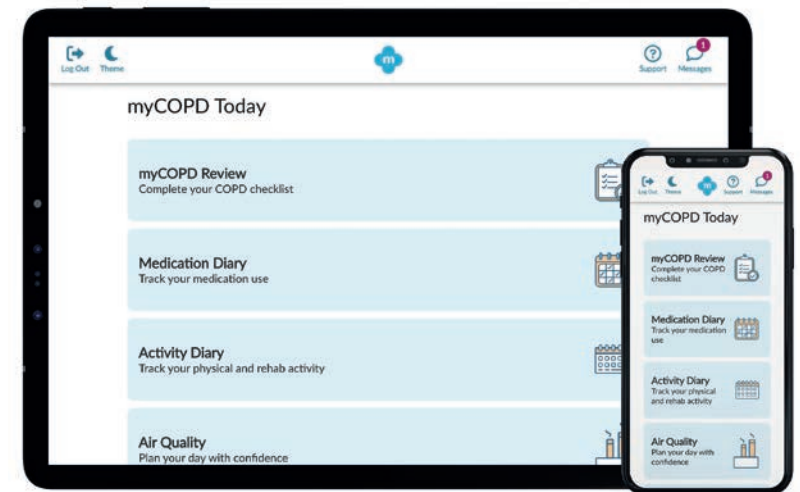 Log Out
Theme
m
Support
1
Messages
myCOPD Today
myCOPD Review
Complete your COPD checklist
Medication Diary
Track your medication use
Activity Diary
Track your physical and rehab activity
Air Quality
Plan your day with confidence
Log Out
Theme
m
Support
1
Messages
myCOPD Today
myCOPD Review
Complete your COPD
checklist
Medication Diary
Track your medication
use
Activity Diary
Track your physical
and rehab activity
Air Quality
Plan your day with
confidence